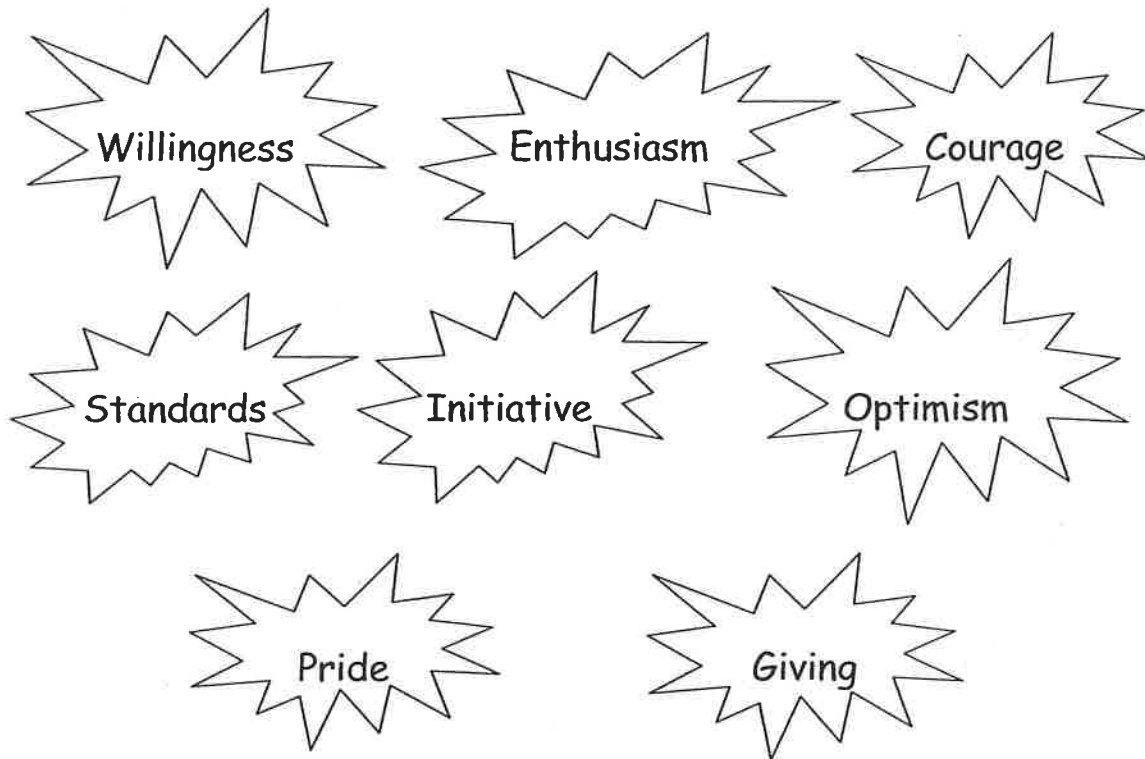 Willingness
Enthusiasm
Courage
Standards
Initiative
Optimism
Pride
Giving